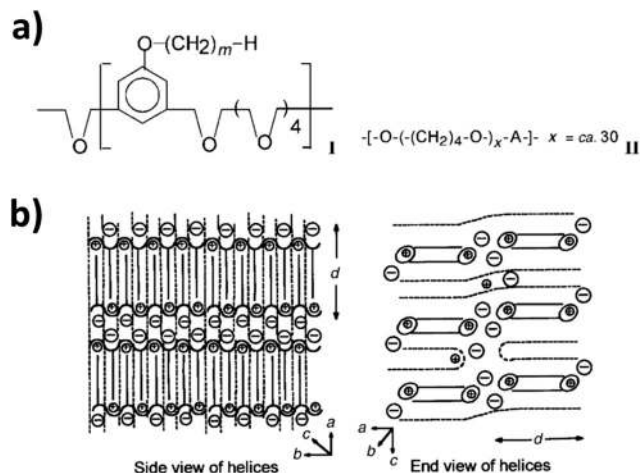 a)
O-(CH2)m-H
O
O
O
4
I
-[-O-(-(CH2)4-O-)x-A-]- x = ca. 30 II
b)
d
a
c
b
Side view of helices
a
b
c
d
End view of helices